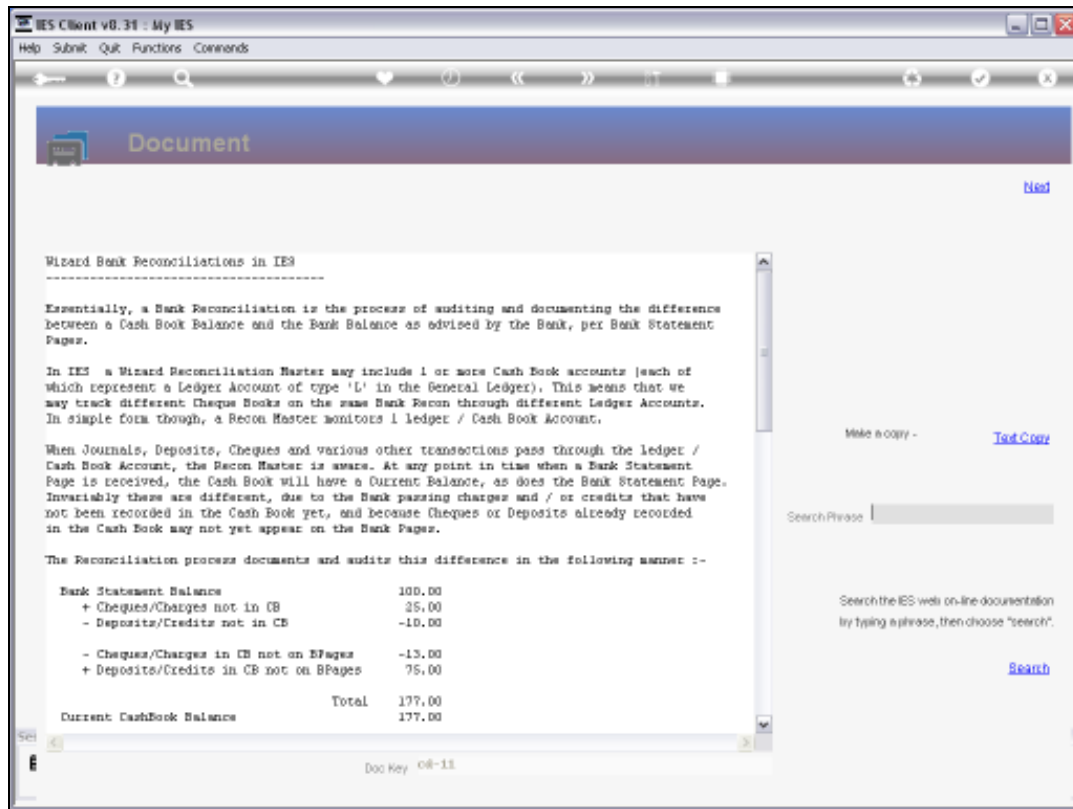 IES Client v8.31 : My IES
Help Submit Quit Functions Commands
Document
Next
Wizard Bank Reconciliations in IES
--------------------------------------
Essentially, a Bank Reconciliation is the process of auditing and documenting the difference
between a Cash Book Balance and the Bank Balance as advised by the Bank, per Bank Statement
Pages.
In IES a Wizard Reconciliation Master may include 1 or more Cash Book accounts (each of
which represent a Ledger Account of type 'L' in the General Ledger). This means that we
may track different Cheque Books on the same Bank Recon through different Ledger Accounts.
In simple form though, a Recon Master monitors 1 ledger / Cash Book Account.
When Journals, Deposits, Cheques and various other transactions pass through the ledger /
Cash Book Account, the Recon Master is aware. At any point in time when a Bank Statement
Page is received, the Cash Book will have a Current Balance, as does the Bank Statement Page.
Invariably these are different, due to the Bank passing charges and / or credits that have
not been recorded in the Cash Book yet, and because Cheques or Deposits already recorded
in the Cash Book may not yet appear on the Bank Pages.
The Reconciliation process documents and audits this difference in the following manner :-
Bank Statement Balance 100.00
+ Cheques/Charges not in CB 25.00
- Deposits/Credits not in CB -10.00
- Cheques/Charges in CB not on BPages -13.00
+ Deposits/Credits in CB not on BPages 75.00
Total 177.00
Current CashBook Balance 177.00
Make a copy -
Text Copy
Search Phrase
Search the IES web on-line documentation
by typing a phrase, then choose "search".
Search
Doc Key c8-11